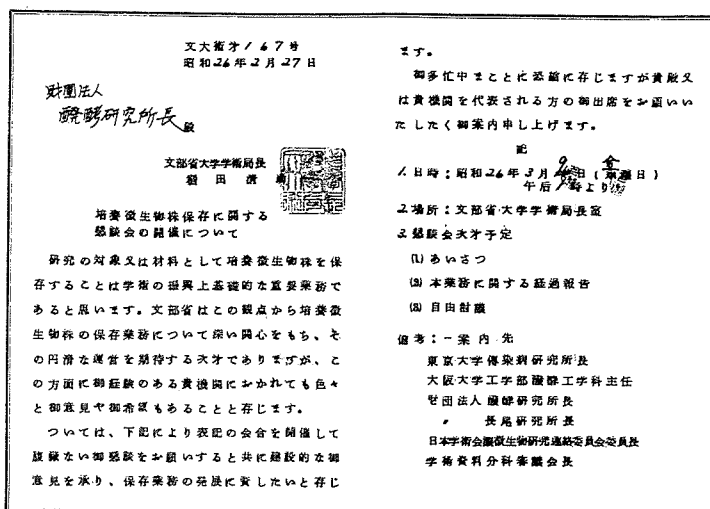 文大術才167号
昭和26年2月27日
財團法人
醗酵研究所長殿
文部省大学学術局長
稲田清
培養微生物株保存に関する
懇談会の開催について
研究の対象又は材料として培養微生物株を保
存することは学術の振興上基礎的な重要業務で
あると思います。文部省はこの観点から培養微
生物株の保存業務について深い関心をもち、そ
の円滑な運営を期待する次才でありますが、こ
の方面に御経験のある貴機関におかれても色々
と御意見や御希望もあることと存じます。
ついては、下記により表記の会合を開催して
腹蔵ない御懇談をお願いすると共に建設的な御
意見を承り、保存業務の発展に資したいと存じ
ます。
御多忙中まことに恐縮に存じますが貴殿又
は貴機関を代表される方の御出席をお願いい
たしたく御案内申し上げます。
記
1.日時：昭和26年3月9日（金曜日）
午后1時より
2.場所：文部省大学学術局長室
3.懇談会次才予定
(1) あいさつ
(2) 本業務に関する経過報告
(3) 自由討議
備考：－案内先
東京大学傳染病研究所長
大阪大学工学部醗酵工学科主任
財団法人醗酵研究所長
〃 長尾研究所長
日本学術会議微生物研究連絡委員会委員長
学術資料分科審議会長